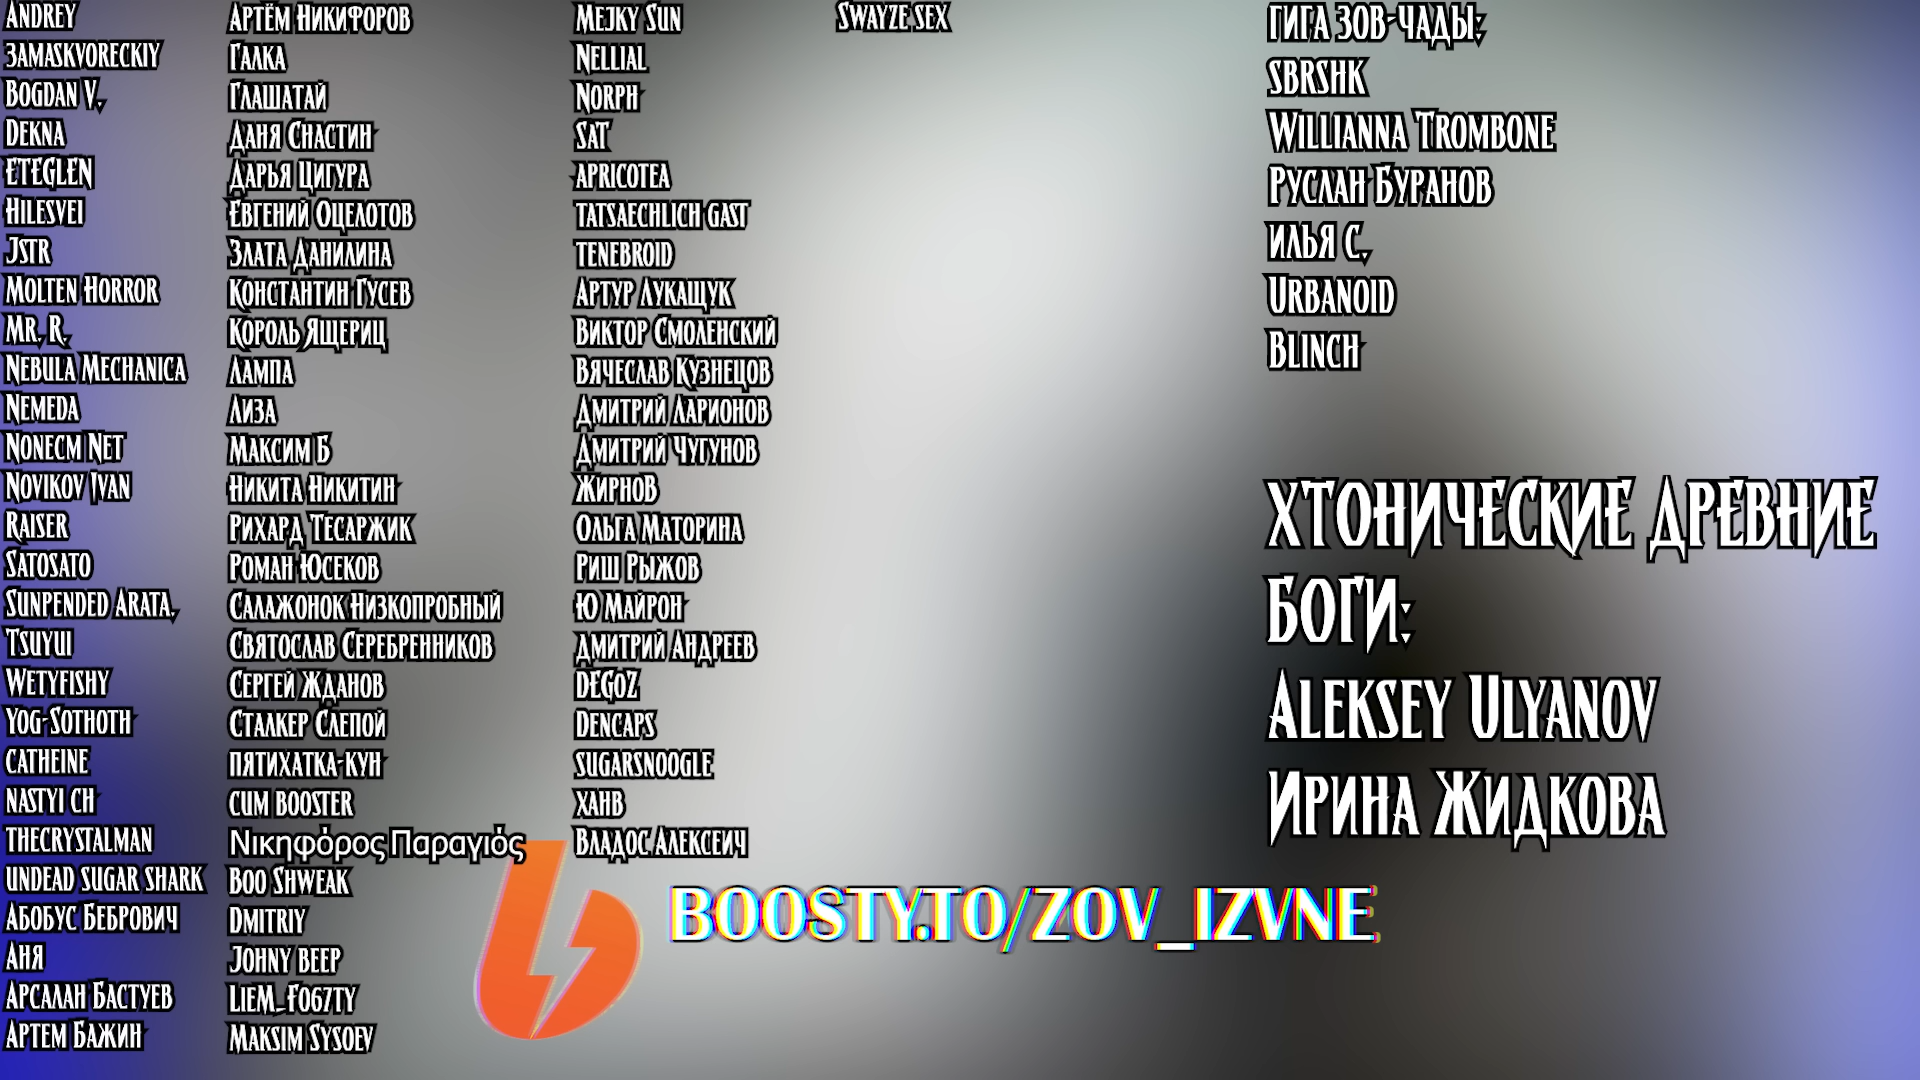 Andrey
3amaskvoreckiy
Bogdan V.
Dekna
ETEGLEN
Hilesvei
Jstr
Molten Horror
Mr. R.
Nebula Mechanica
Nemeda
Nonecm Net
Novikov Ivan
Raiser
Satosato
Sunpended Arata.
Tsuyui
Wetyfishy
Yog-Sothoth
catheine
nastyi ch
thecrystalman
undead sugar shark
Абобус Бебрович
аня
Арсалан Бастуев
Артем Бажин
Артём Никифоров
Галка
Глашатай
Даня Снастин
Дарья Цигура
Евгений Оцелотов
Злата Данилина
Константин Гусев
Король Ящериц
Лампа
Лиза
Максим Б
Никита Никитин
Рихард Тесаржик
Роман Юсеков
Салажонок Низкопробный
Святослав Серебренников
Сергей Жданов
Сталкер Слепой
пятихатка-кун
cum booster
Νικηφόρος Παραγιός
Boo Shweak
Dmitriy
Johny beep
LieM_Fo67ty
Maksim Sysoev
Mejky Sun
Nellial
Norph
SaT
apricotea
tatsaechlich gast
tenebroid
Артур Лукащук
Виктор Смоленский
Вячеслав Кузнецов
Дмитрий Ларионов
Дмитрий Чугунов
ЖирноВ
Ольга Маторина
Риш Рыжов
Ю Майрон
дмитрий Андреев
DEGoZ
Dencaps
sugarsnoogle
ханв
Владос Алексеич
Swayze sex
гига зов-чады:
sbrshk
Willianna Trombone
Руслан Буранов
илья с.
Urbanoid
Blinch
хтонические древние
боги:
Aleksey Ulyanov
Ирина Жидкова
BOOSTY.TO/ZOV_IZVNE